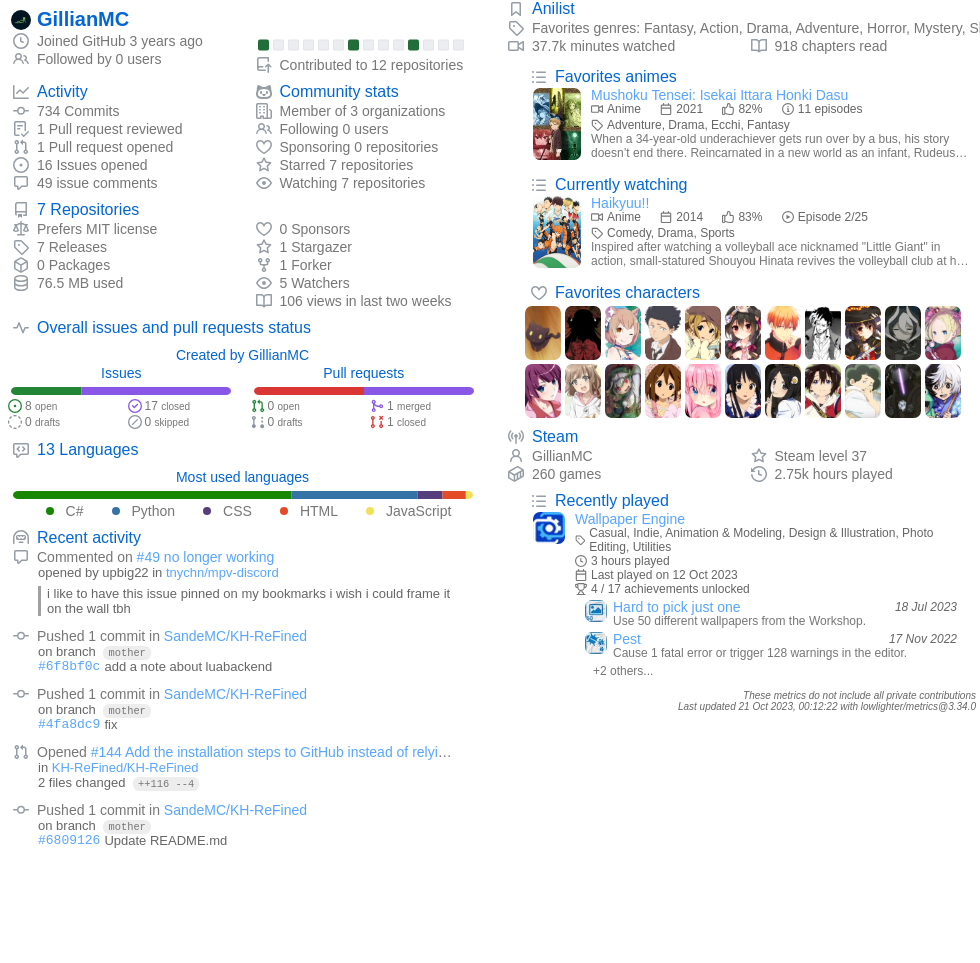 GillianMC
Joined GitHub 3 years ago
Followed by 0 users
Contributed to 12 repositories
Activity
734 Commits
1 Pull request reviewed
1 Pull request opened
16 Issues opened
49 issue comments
Community stats
Member of 3 organizations
Following 0 users
Sponsoring 0 repositories
Starred 7 repositories
Watching 7 repositories
7 Repositories
Prefers MIT license
7 Releases
0 Packages
76.5 MB used
0 Sponsors
1 Stargazer
1 Forker
5 Watchers
106 views in last two weeks
Overall issues and pull requests status
Created by GillianMC
Issues
8 open
17 closed
0 drafts
0 skipped
Pull requests
0 open
1 merged
0 drafts
1 closed
13 Languages
Most used languages
C# Python CSS HTML JavaScript
Recent activity
Commented on #49 no longer working
opened by upbig22 in tnychn/mpv-discord
i like to have this issue pinned on my bookmarks i wish i could frame it
on the wall tbh
Pushed 1 commit in SandeMC/KH-ReFined
on branch mother
#6f8bf0c add a note about luabackend
Pushed 1 commit in SandeMC/KH-ReFined
on branch mother
#4fa8dc9 fix
Opened #144 Add the installation steps to GitHub instead of relyi…
in KH-ReFined/KH-ReFined
2 files changed ++116 --4
Pushed 1 commit in SandeMC/KH-ReFined
on branch mother
#6809126 Update README.md
Anilist
Favorites genres: Fantasy, Action, Drama, Adventure, Horror, Mystery,
37.7k minutes watched
918 chapters read
Favorites animes
Mushoku Tensei: Isekai Ittara Honki Dasu
Anime 2021 82% 11 episodes
Adventure, Drama, Ecchi, Fantasy
When a 34-year-old underachiever gets run over by a bus, his story
doesn’t end there. Reincarnated in a new world as an infant, Rudeus…
Currently watching
Haikyuu!!
Anime 2014 83% Episode 2/25
Comedy, Drama, Sports
Inspired after watching a volleyball ace nicknamed "Little Giant" in
action, small-statured Shouyou Hinata revives the volleyball club at h…
Favorites characters
Steam
GillianMC
Steam level 37
260 games
2.75k hours played
Recently played
Wallpaper Engine
Casual, Indie, Animation & Modeling, Design & Illustration, Photo
Editing, Utilities
3 hours played
Last played on 12 Oct 2023
4 / 17 achievements unlocked
Hard to pick just one 18 Jul 2023
Use 50 different wallpapers from the Workshop.
Pest 17 Nov 2022
Cause 1 fatal error or trigger 128 warnings in the editor.
+2 others...
These metrics do not include all private contributions
Last updated 21 Oct 2023, 00:12:22 with lowlighter/metrics@3.34.0